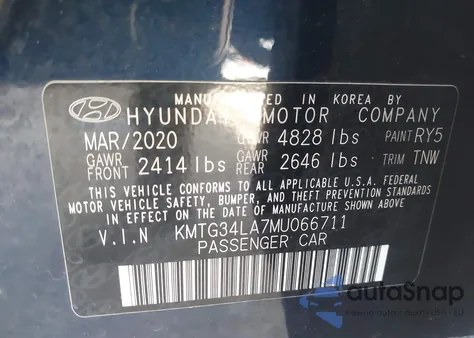 MANUFACTURED IN KOREA BY
HYUNDAI MOTOR COMPANY
MAR/2020 GVWR 4828 lbs PAINT RY5
GAWR FRONT 2414 lbs GAWR REAR 2646 lbs TRIM TNW
THIS VEHICLE CONFORMS TO ALL APPLICABLE U.S.A. FEDERAL
MOTOR VEHICLE SAFETY, BUMPER, AND THEFT PREVENTION STANDARDS
IN EFFECT ON THE DATE OF MANUFACTURE SHOWN ABOVE.
V.I.N KMTG34LA7MU066711
PASSENGER CAR
autoSnap